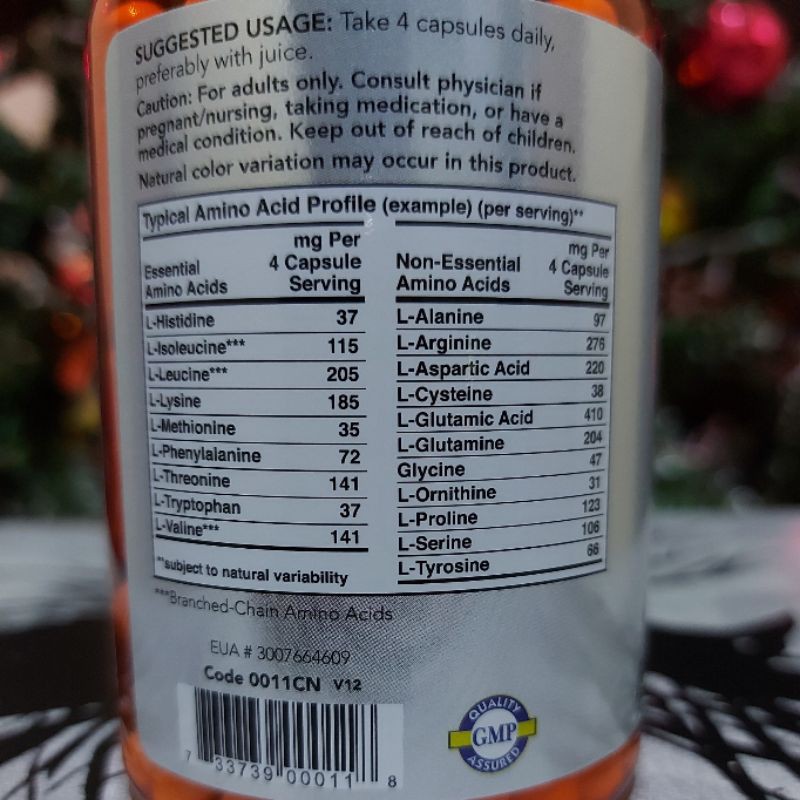 SUGGESTED USAGE: Take 4 capsules daily,
preferably with juice.
Caution: For adults only. Consult physician if
pregnant/nursing, taking medication, or have a
medical condition. Keep out of reach of children.
Natural color variation may occur in this product.
Typical Amino Acid Profile (example) (per serving)**
Essential Amino Acids mg Per 4 Capsule Serving
L-Histidine 37
L-Isoleucine*** 115
L-Leucine*** 205
L-Lysine 185
L-Methionine 35
L-Phenylalanine 72
L-Threonine 141
L-Tryptophan 37
L-Valine*** 141
**subject to natural variability
Non-Essential Amino Acids mg Per 4 Capsule Serving
L-Alanine 97
L-Arginine 276
L-Aspartic Acid 220
L-Cysteine 38
L-Glutamic Acid 410
L-Glutamine 204
Glycine 47
L-Ornithine 31
L-Proline 123
L-Serine 106
L-Tyrosine 66
***Branched-Chain Amino Acids
EUA # 3007664609
Code 0011CN V12
7 33739 00011 8
QUALITY
GMP
ASSURED